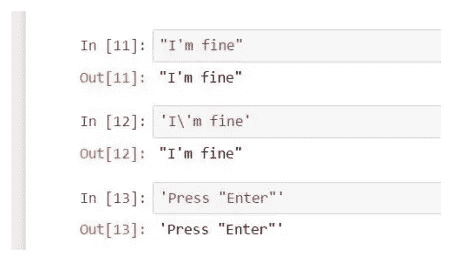 In [11]: "I'm fine"
Out[11]: "I'm fine"
In [12]: 'I\'m fine'
Out[12]: "I'm fine"
In [13]: 'Press "Enter"'
Out[13]: 'Press "Enter"'